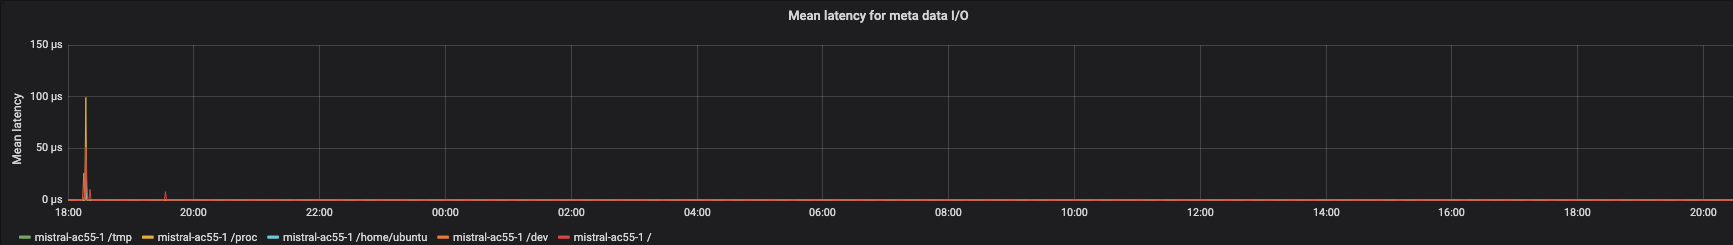 Mean latency for meta data I/O
Mean latency
150 µs
100 µs
50 µs
0 µs
18:00 20:00 22:00 00:00 02:00 04:00 06:00 08:00 10:00 12:00 14:00 16:00 18:00 20:00
mistral-ac55-1 /tmp mistral-ac55-1 /proc mistral-ac55-1 /home/ubuntu mistral-ac55-1 /dev mistral-ac55-1 /